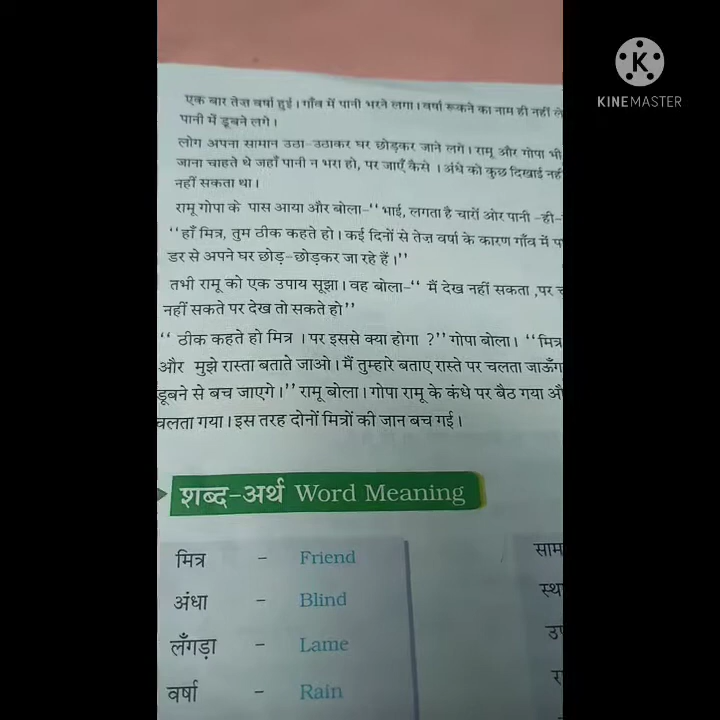 KINEMASTER
एक बार तेज़ वर्षा हुई। गाँव में पानी भरने लगा। वर्षा रूकने का नाम ही नहीं ले
पानी में डूबने लगे।
लोग अपना सामान उठा-उठाकर घर छोड़कर जाने लगे। रामू और गोपा भी
जाना चाहते थे जहाँ पानी न भरा हो, पर जाएँ कैसे । अंधे को कुछ दिखाई नहीं
नहीं सकता था।
रामू गोपा के पास आया और बोला-‘‘ भाई, लगता है चारों ओर पानी -ही-
‘‘हाँ मित्र, तुम ठीक कहते हो। कई दिनों से तेज़ वर्षा के कारण गाँव में
डर से अपने घर छोड़-छोड़कर जा रहे हैं।’’
तभी रामू को एक उपाय सूझा। वह बोला-‘‘ मैं देख नहीं सकता ,पर
नहीं सकते पर देख तो सकते हो’’
‘‘ ठीक कहते हो मित्र । पर इससे क्या होगा ?’’ गोपा बोला। ‘‘मित्र
और मुझे रास्ता बताते जाओ। मैं तुम्हारे बताए रास्ते पर चलता जाऊँग
डूबने से बच जाएगे।’’ रामू बोला। गोपा रामू के कंधे पर बैठ गया औ
चलता गया। इस तरह दोनों मित्रों की जान बच गई।
शब्द-अर्थ Word Meaning
मित्र - Friend साम
अंधा - Blind स्थ
लँगड़ा - Lame उप
वर्षा - Rain